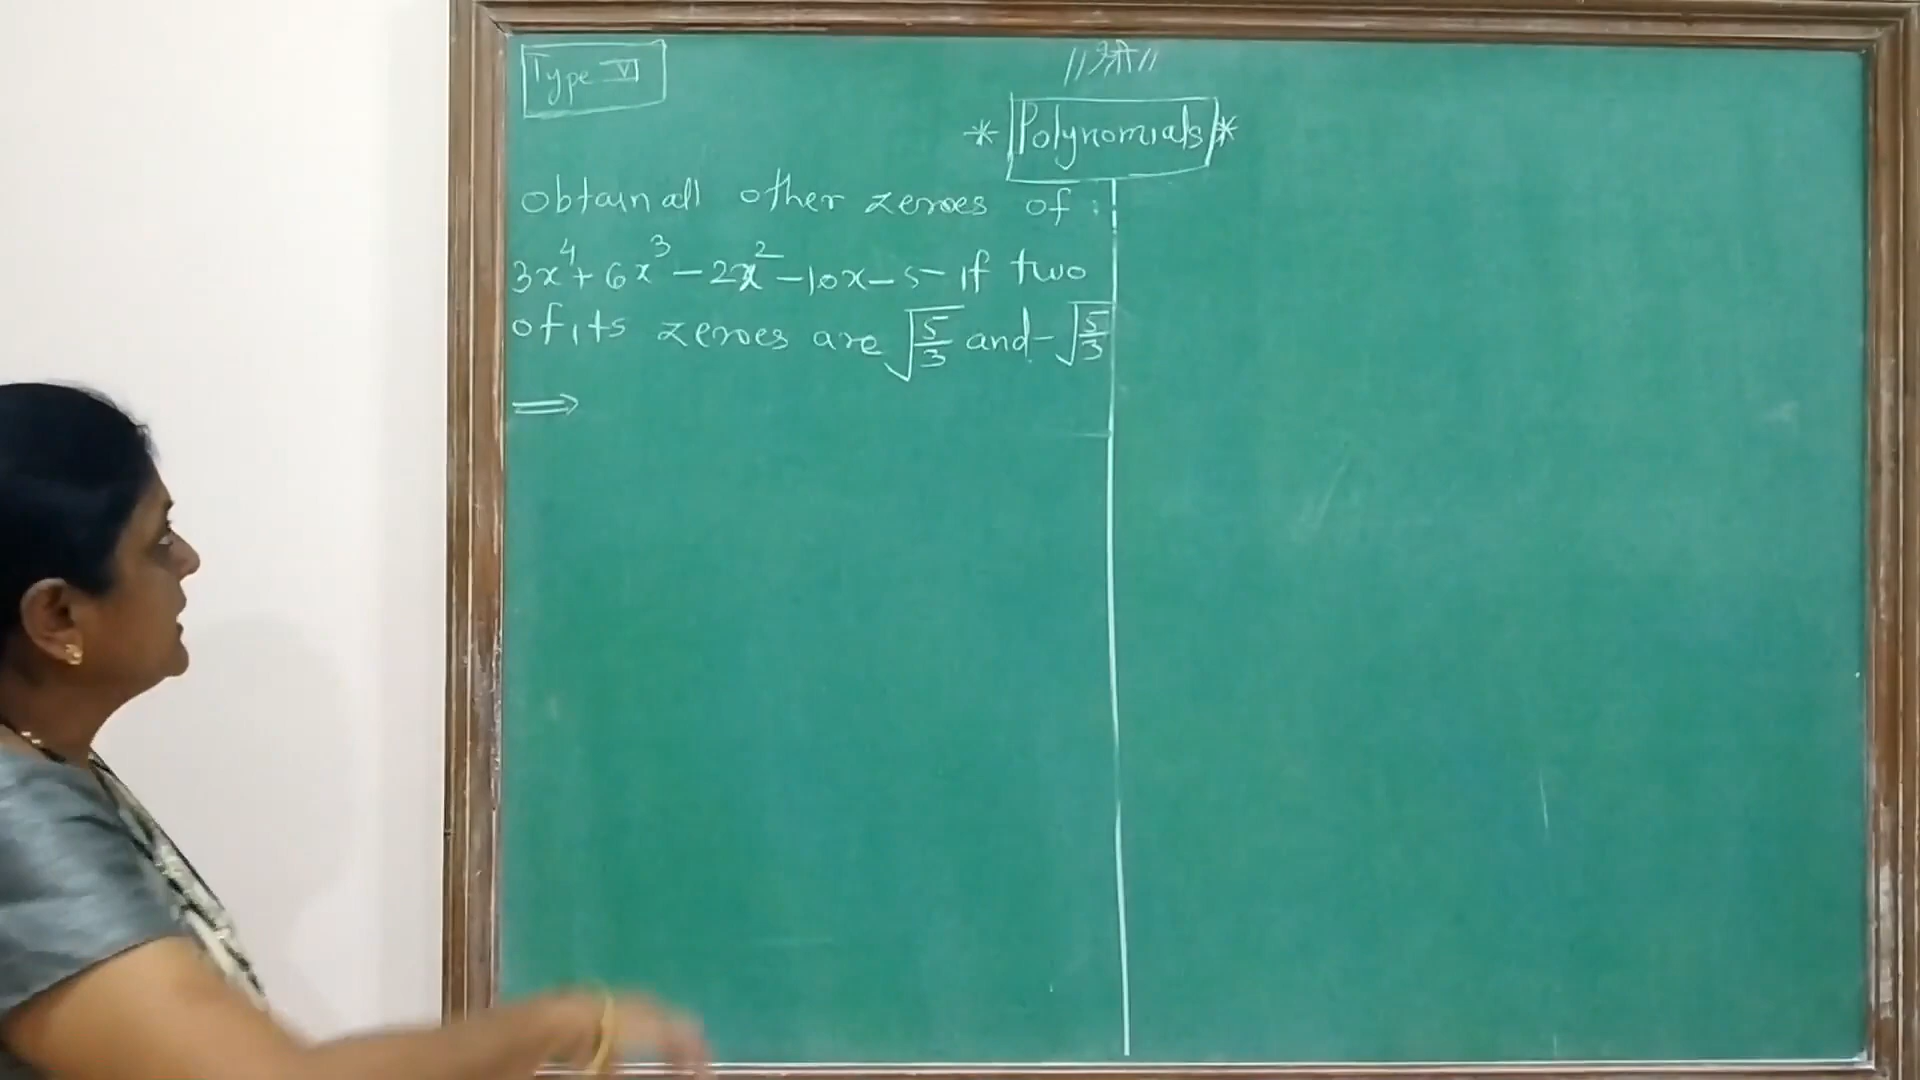 Type VI
* Polynomials *
obtain all other zeroes of :
3x⁴ + 6x³ - 2x² - 10x - 5 if two
of its zeroes are √5/3 and -√5/3
⟹